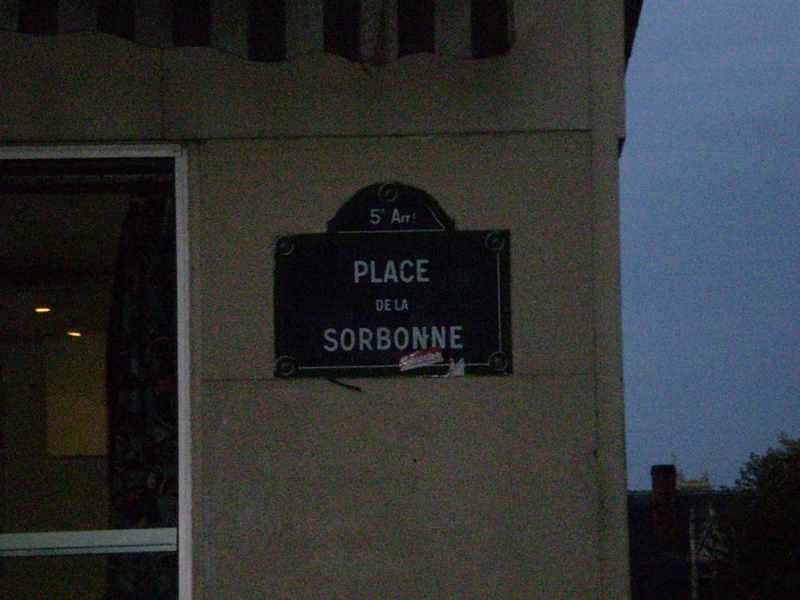 5e Arrt
PLACE
DE LA
SORBONNE